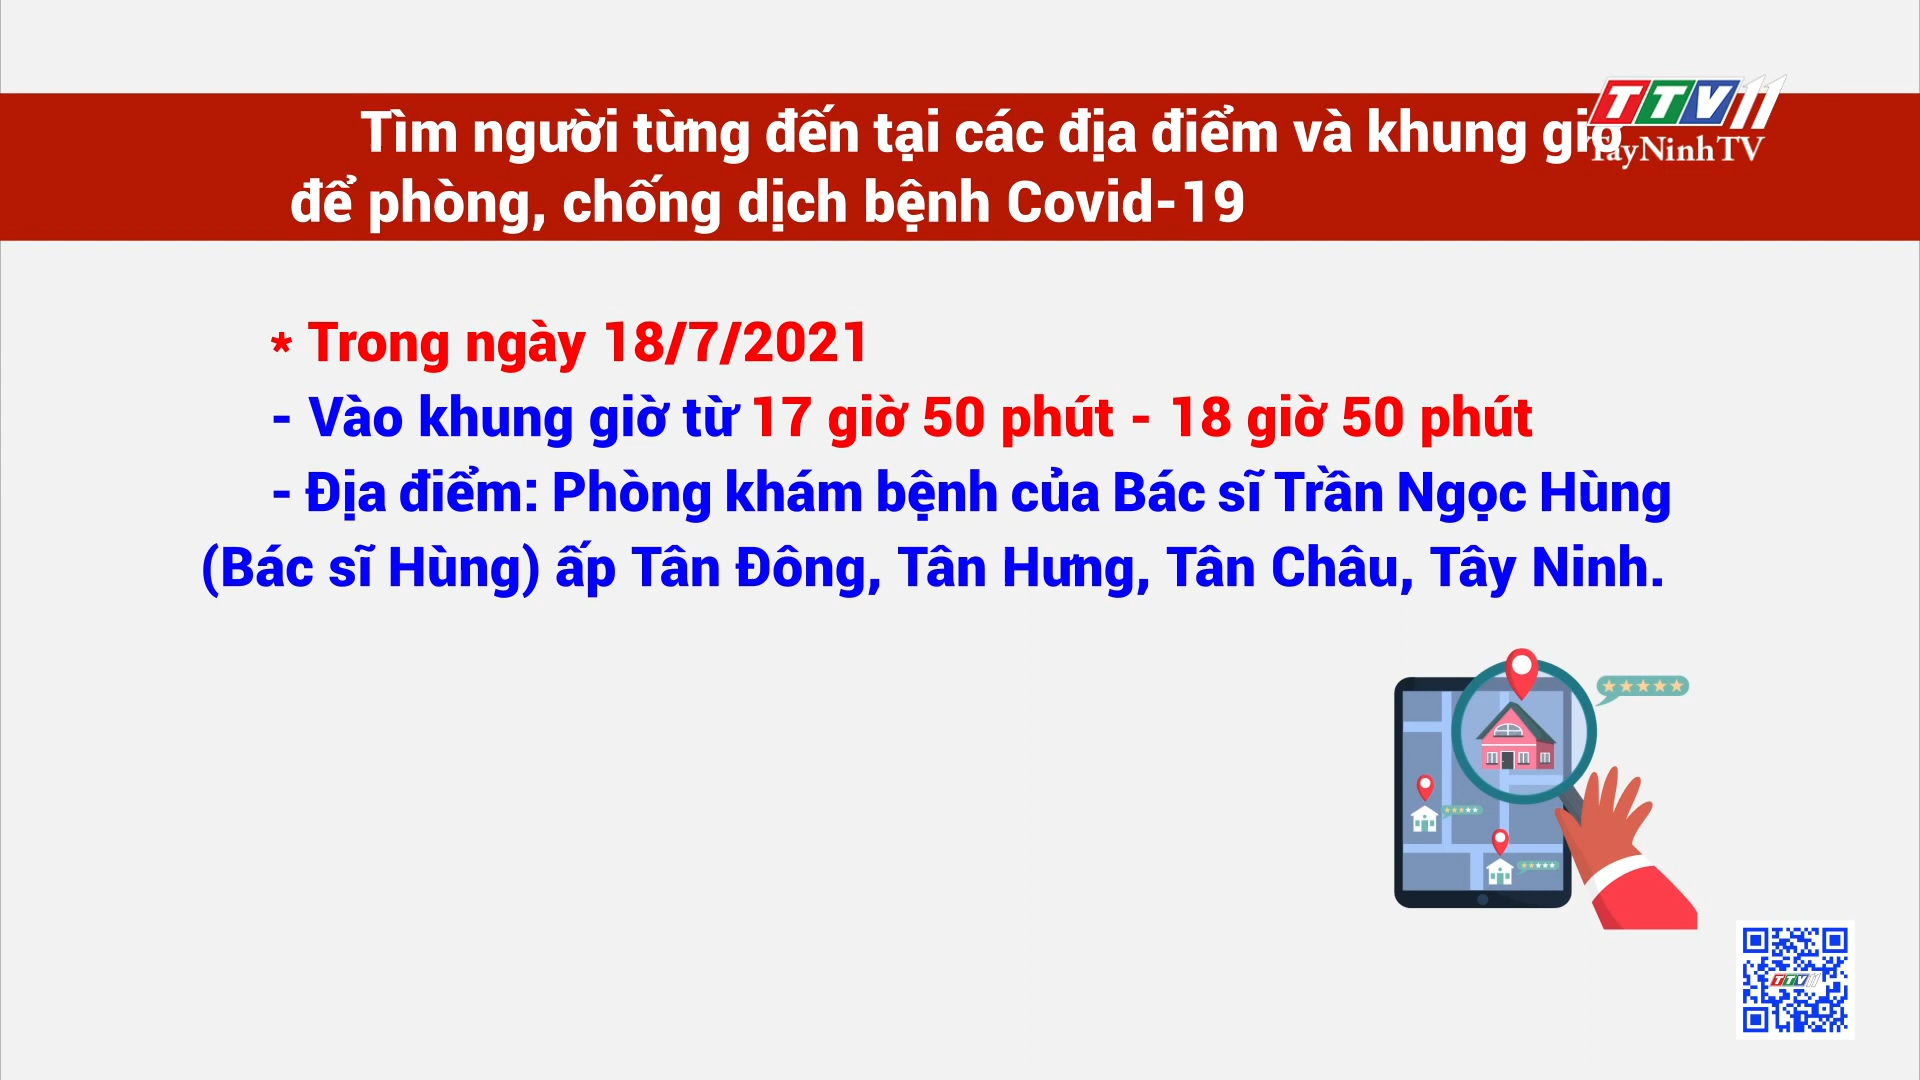 TTV11
Tìm người từng đến tại các địa điểm và khung giờ
TayNinhTV
để phòng, chống dịch bệnh Covid-19
* Trong ngày 18/7/2021
- Vào khung giờ từ 17 giờ 50 phút - 18 giờ 50 phút
- Địa điểm: Phòng khám bệnh của Bác sĩ Trần Ngọc Hùng
(Bác sĩ Hùng) ấp Tân Đông, Tân Hưng, Tân Châu, Tây Ninh.
TTV11